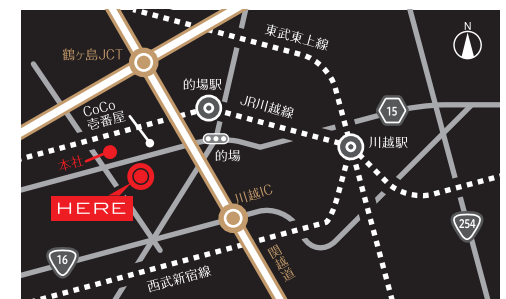 東武東上線
N
鶴ヶ島JCT
的場駅
CoCo
壱番屋
JR川越線
15
川越駅
的場
本社
川越IC
HERE
254
関越道
16
西武新宿線